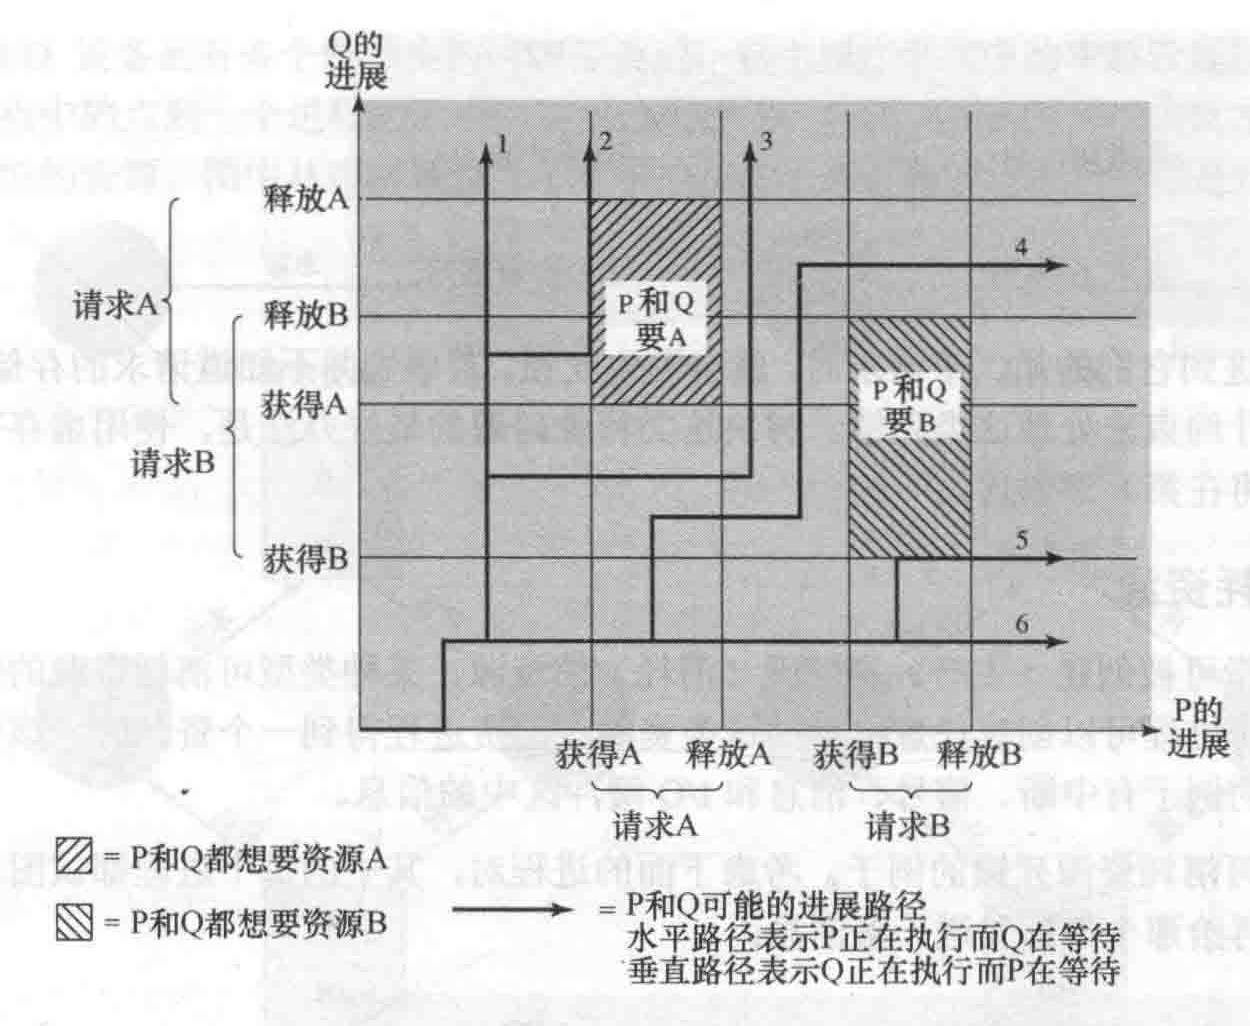 Q的
进展
1
2
3
释放A
4
请求A
释放B
P和Q
要A
P和Q
要B
获得A
请求B
5
获得B
6
P的
进展
获得A
释放A
获得B
释放B
请求A
请求B
= P和Q都想要资源A
= P和Q都想要资源B
= P和Q可能的进展路径
水平路径表示P正在执行而Q在等待
垂直路径表示Q正在执行而P在等待